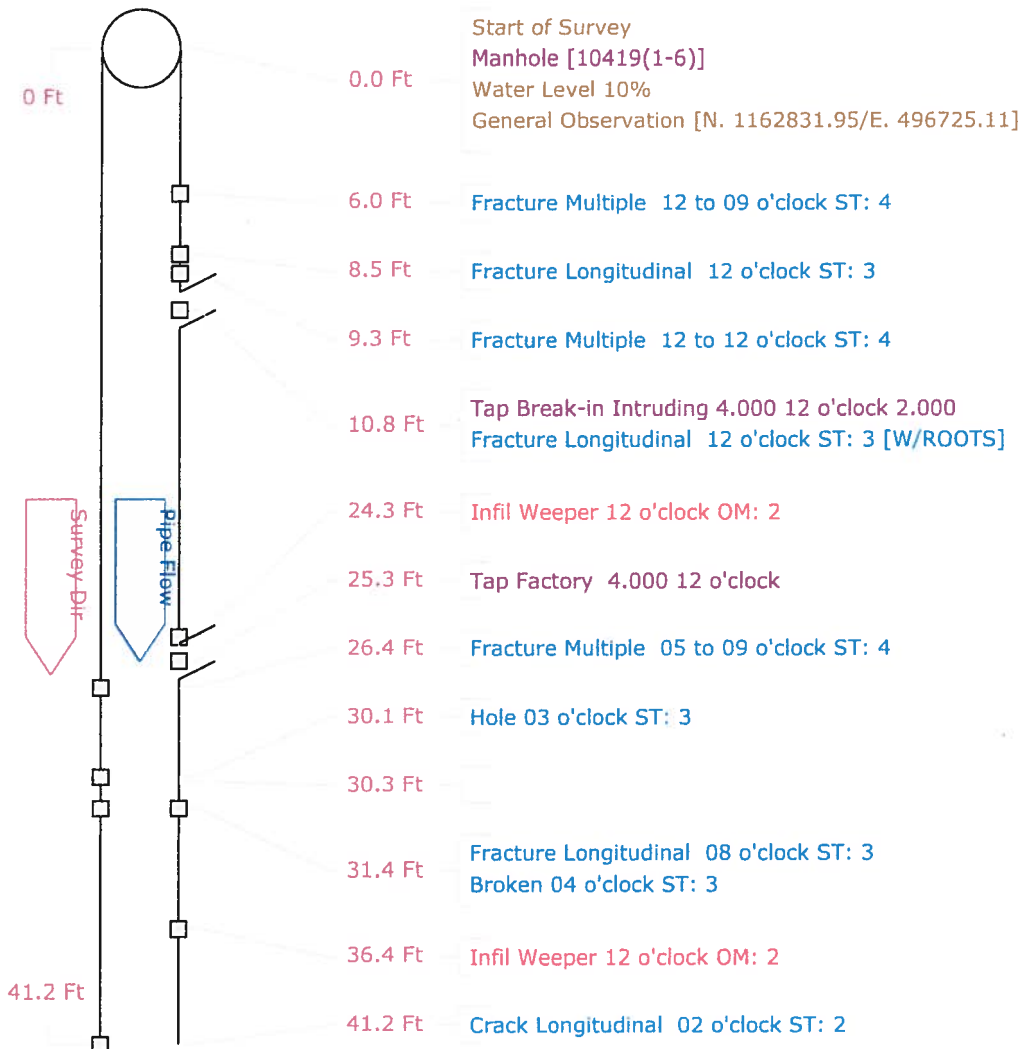 Start of Survey
Manhole [10419(1-6)]
0 Ft
0.0 Ft
Water Level 10%
General Observation [N. 1162831.95/E. 496725.11]
6.0 Ft Fracture Multiple 12 to 09 o'clock ST: 4
8.5 Ft Fracture Longitudinal 12 o'clock ST: 3
9.3 Ft Fracture Multiple 12 to 12 o'clock ST: 4
10.8 Ft Tap Break-in Intruding 4.000 12 o'clock 2.000
Fracture Longitudinal 12 o'clock ST: 3 [W/ROOTS]
Survey Dir
Pipe Flow
24.3 Ft Infil Weeper 12 o'clock OM: 2
25.3 Ft Tap Factory 4.000 12 o'clock
26.4 Ft Fracture Multiple 05 to 09 o'clock ST: 4
30.1 Ft Hole 03 o'clock ST: 3
30.3 Ft
31.4 Ft Fracture Longitudinal 08 o'clock ST: 3
Broken 04 o'clock ST: 3
36.4 Ft Infil Weeper 12 o'clock OM: 2
41.2 Ft
41.2 Ft Crack Longitudinal 02 o'clock ST: 2